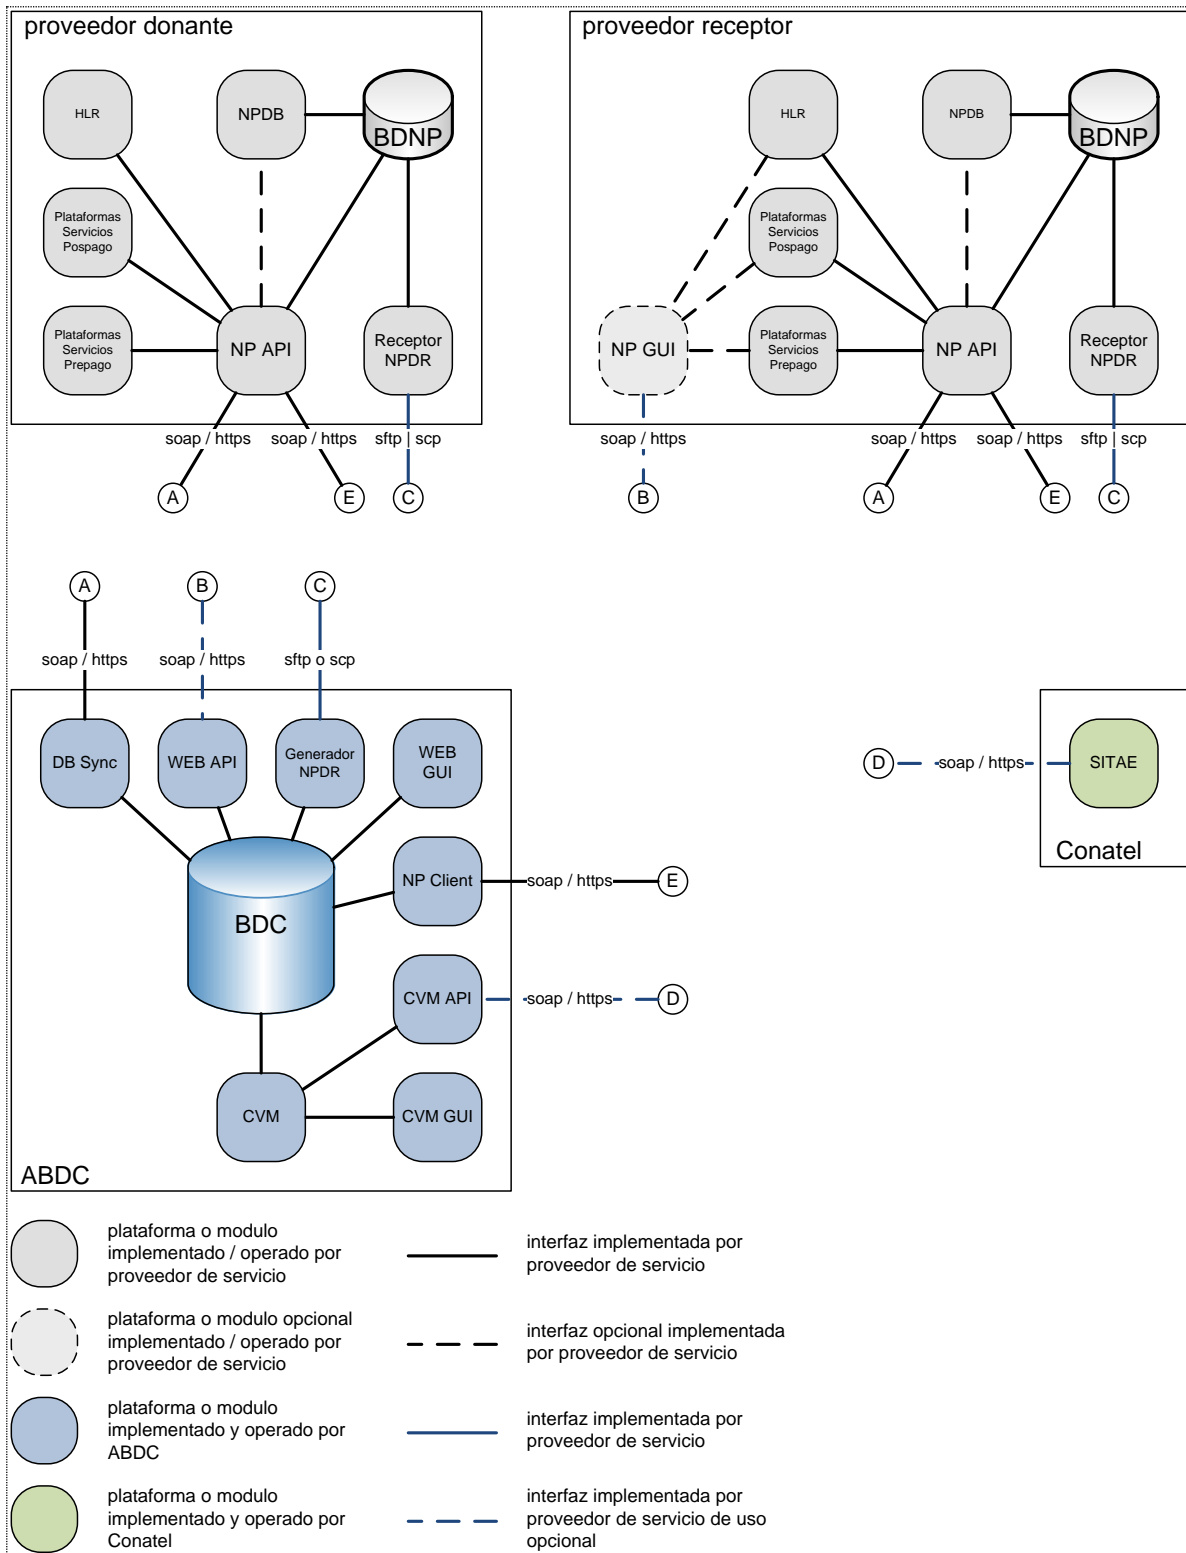 proveedor donante
proveedor receptor
HLR
NPDB
BDNP
Plataformas
Servicios
Pospago
Plataformas
Servicios
Prepago
NP API
Receptor
NPDR
soap / https
soap / https
sftp | scp
A
E
C
HLR
NPDB
BDNP
Plataformas
Servicios
Pospago
NP GUI
Plataformas
Servicios
Prepago
NP API
Receptor
NPDR
soap / https
soap / https
soap / https
sftp | scp
B
A
E
C
A
B
C
soap / https
soap / https
sftp o scp
DB Sync
WEB API
Generador
NPDR
WEB
GUI
BDC
NP Client
soap / https
E
CVM API
soap / https
D
CVM
CVM GUI
ABDC
D
soap / https
SITAE
Conatel
plataforma o modulo
implementado / operado por
proveedor de servicio
interfaz implementada por
proveedor de servicio
plataforma o modulo opcional
implementado / operado por
proveedor de servicio
interfaz opcional implementada
por proveedor de servicio
plataforma o modulo
implementado y operado por
ABDC
interfaz implementada por
proveedor de servicio
plataforma o modulo
implementado y operado por
Conatel
interfaz implementada por
proveedor de servicio de uso
opcional